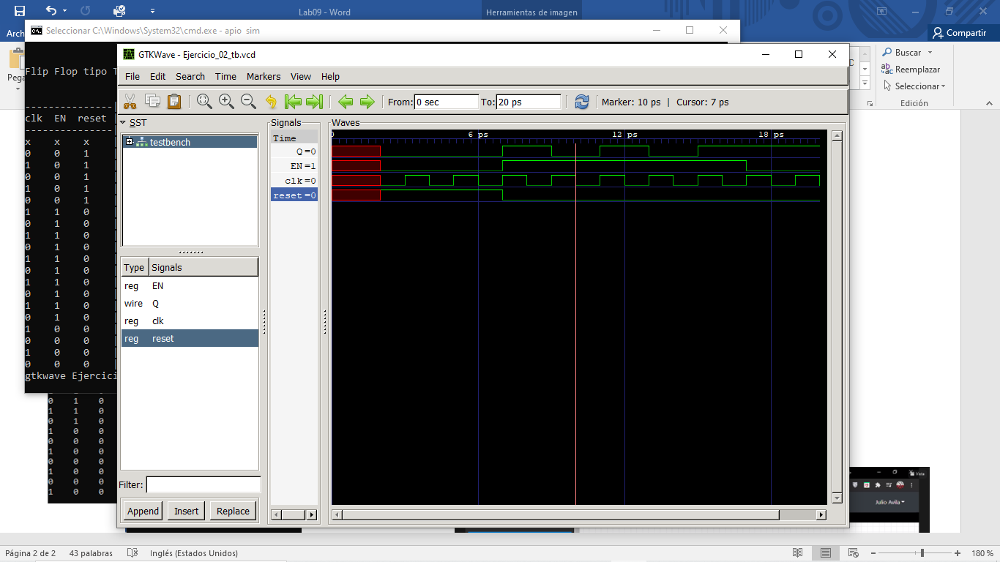 Lab09 - Word
Herramientas de imagen
Arch
Compartir
Seleccionar C:\Windows\System32\cmd.exe - apio  sim
GTKWave - Ejercicio_02_tb.vcd
File Edit Search Time Markers View Help
From: 0 sec To: 20 ps Marker: 10 ps | Cursor: 7 ps
Pega
Buscar
Reemplazar
Seleccionar
Edición
Flip Flop tipo T
--------------
clk EN reset
--------------
x x x
0 0 1
1 0 1
0 0 1
1 0 1
0 0 1
1 1 0
0 1 0
1 1 0
0 1 0
1 1 0
0 1 0
1 1 0
0 1 0
1 1 0
0 1 0
1 0 0
0 0 0
1 0 0
0 0 0
gtkwave Ejercici
0 1 0
1 1 0
0 1 0
1 0 0
0 0 0
1 0 0
0 0 0
1 0 0
0 0 0
1 0 0
SST
testbench
Type Signals
reg EN
wire Q
reg clk
reg reset
Filter:
Append Insert Replace
Signals
Time
Q=0
EN=1
clk=0
reset=0
Waves
0 6 ps 12 ps 18 ps
Vista
Julio Avila
Página 2 de 2 43 palabras Inglés (Estados Unidos)
180 %